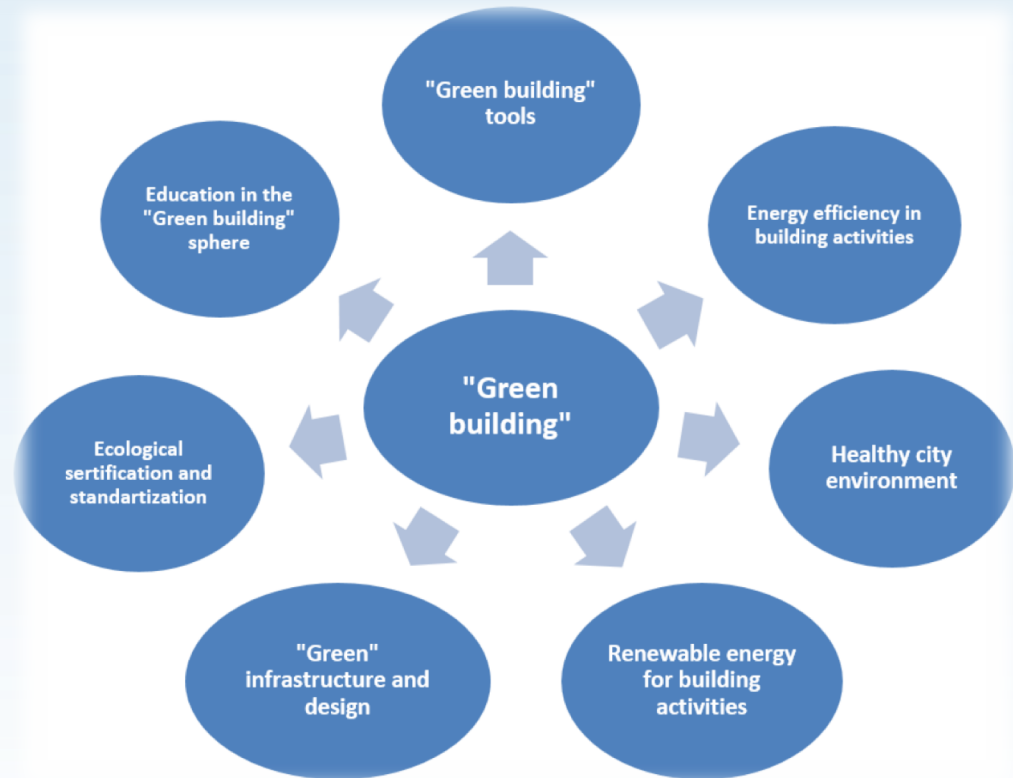 "Green building"
tools
Education in the
"Green building"
sphere
Energy efficiency in
building activities
"Green
building"
Ecological
sertification and
standartization
Healthy city
environment
"Green"
infrastructure and
design
Renewable energy
for building
activities